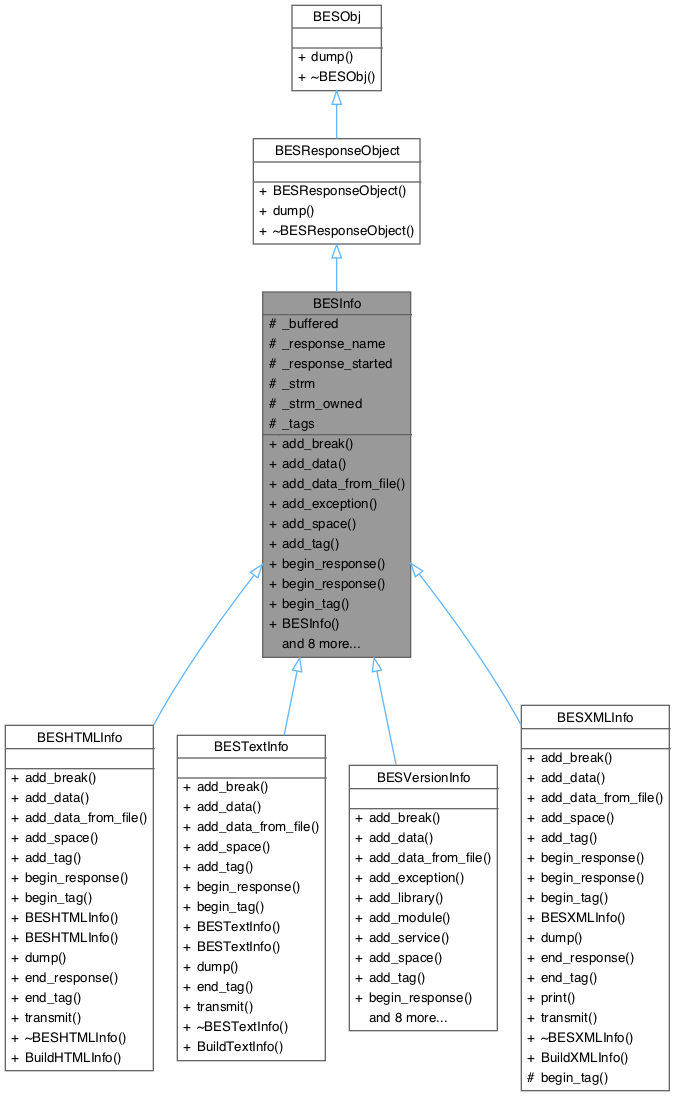 BESObj
+ dump()
+ ~BESObj()
BESResponseObject
+ BESResponseObject()
+ dump()
+ ~BESResponseObject()
BESInfo
# _buffered
# _response_name
# _response_started
# _strm
# _strm_owned
# _tags
+ add_break()
+ add_data()
+ add_data_from_file()
+ add_exception()
+ add_space()
+ add_tag()
+ begin_response()
+ begin_response()
+ begin_tag()
+ BESInfo()
and 8 more...
BESHTMLInfo
+ add_break()
+ add_data()
+ add_data_from_file()
+ add_space()
+ add_tag()
+ begin_response()
+ begin_tag()
+ BESHTMLInfo()
+ BESHTMLInfo()
+ dump()
+ end_response()
+ end_tag()
+ transmit()
+ ~BESHTMLInfo()
+ BuildHTMLInfo()
BESTextInfo
+ add_break()
+ add_data()
+ add_data_from_file()
+ add_space()
+ add_tag()
+ begin_response()
+ begin_tag()
+ BESTextInfo()
+ BESTextInfo()
+ dump()
+ end_tag()
+ transmit()
+ ~BESTextInfo()
+ BuildTextInfo()
BESVersionInfo
+ add_break()
+ add_data()
+ add_data_from_file()
+ add_exception()
+ add_library()
+ add_module()
+ add_service()
+ add_space()
+ add_tag()
+ begin_response()
and 8 more...
BESXMLInfo
+ add_break()
+ add_data()
+ add_data_from_file()
+ add_space()
+ add_tag()
+ begin_response()
+ begin_response()
+ begin_tag()
+ BESXMLInfo()
+ dump()
+ end_response()
+ end_tag()
+ print()
+ transmit()
+ ~BESXMLInfo()
+ BuildXMLInfo()
# begin_tag()